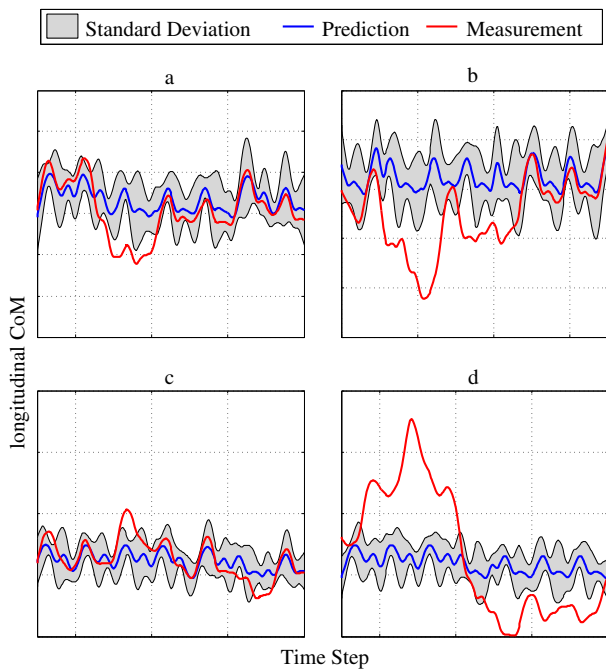 Standard Deviation Prediction Measurement
a
b
longitudinal CoM
c
d
Time Step